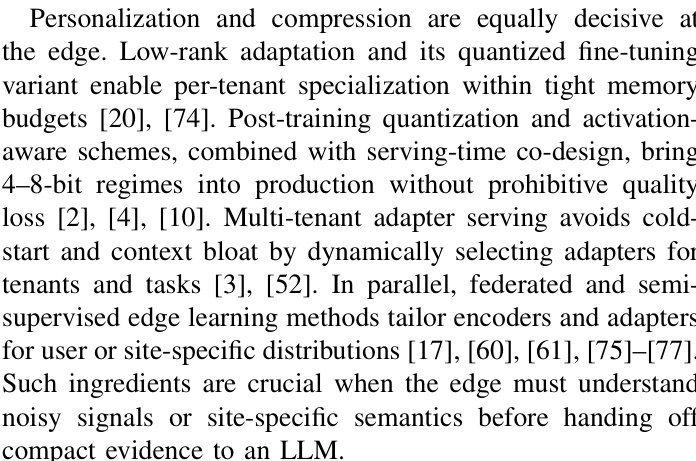 Personalization and compression are equally decisive at
the edge. Low-rank adaptation and its quantized fine-tuning
variant enable per-tenant specialization within tight memory
budgets [20], [74]. Post-training quantization and activation-
aware schemes, combined with serving-time co-design, bring
4–8-bit regimes into production without prohibitive quality
loss [2], [4], [10]. Multi-tenant adapter serving avoids cold-
start and context bloat by dynamically selecting adapters for
tenants and tasks [3], [52]. In parallel, federated and semi-
supervised edge learning methods tailor encoders and adapters
for user or site-specific distributions [17], [60], [61], [75]–[77].
Such ingredients are crucial when the edge must understand
noisy signals or site-specific semantics before handing off
compact evidence to an LLM.